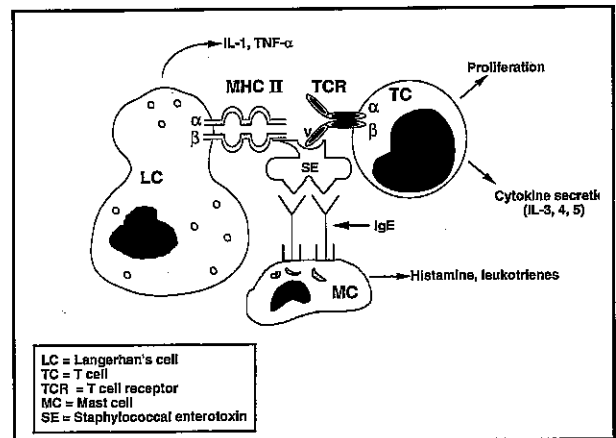 IL-1, TNF-α
MHC II
TCR
TC
Proliferation
α
β
α
β
V
SE
LC
Cytokine secretic
(IL-3, 4, 5)
IgE
Histamine, leukotrienes
MC
LC = Langerhan's cell
TC = T cell
TCR = T cell receptor
MC = Mast cell
SE = Staphylococcal enterotoxin